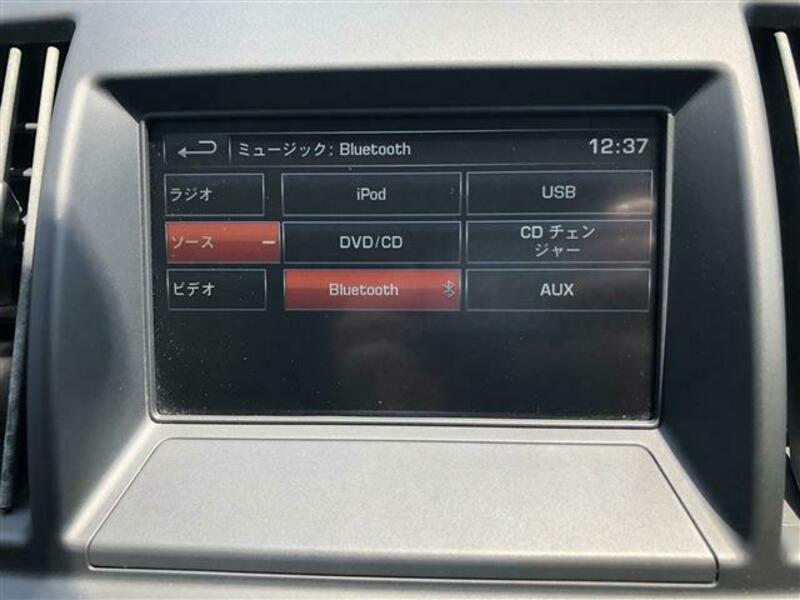 ミュージック: Bluetooth
12:37
ラジオ
iPod
USB
ソース
DVD/CD
CD チェン
ジャー
ビデオ
Bluetooth
AUX